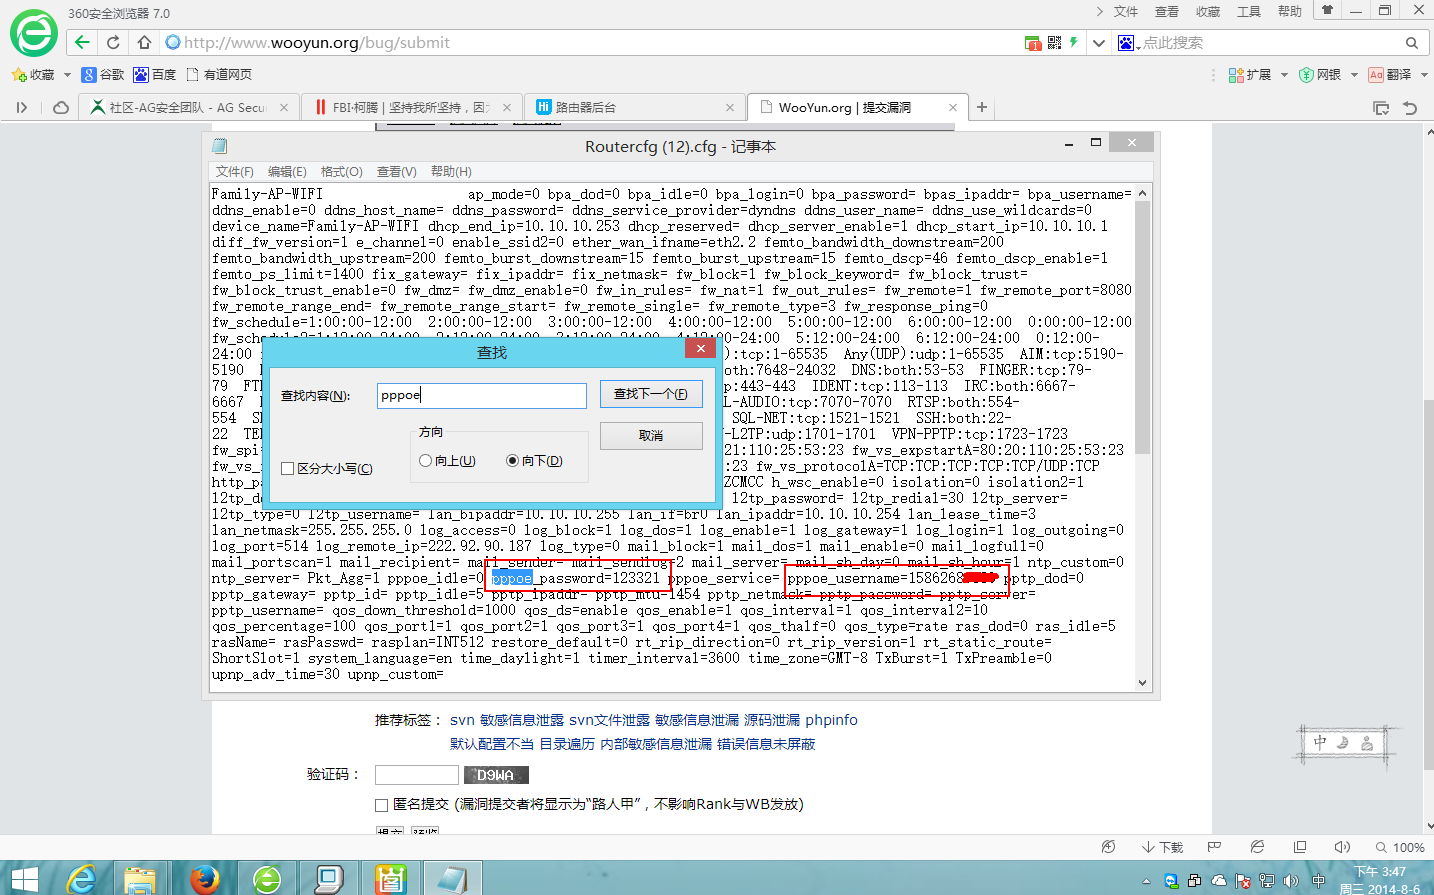 360安全浏览器 7.0
文件 查看 收藏 工具 帮助
http://www.wooyun.org/bug/submit
点此搜索
收藏 谷歌 百度 有道网页
扩展 网银 翻译
社区-AG安全团队 - AG Secu
FBI-柯腾 | 坚持我所坚持，因
路由器后台
WooYun.org | 提交漏洞
Routercfg (12).cfg - 记事本
文件(F) 编辑(E) 格式(O) 查看(V) 帮助(H)
Family-AP-WIFI ap_mode=0 bpa_dod=0 bpa_idle=0 bpa_login=0 bpa_password= bpas_ipaddr= bpa_username=
ddns_enable=0 ddns_host_name= ddns_password= ddns_service_provider=dyndns ddns_user_name= ddns_use_wildcards=0
device_name=Family-AP-WIFI dhcp_end_ip=10.10.10.253 dhcp_reserved= dhcp_server_enable=1 dhcp_start_ip=10.10.10.1
diff_fw_version=1 e_channel=0 enable_ssid2=0 ether_wan_ifname=eth2.2 femto_bandwidth_downstream=200
femto_bandwidth_upstream=200 femto_burst_downstream=15 femto_burst_upstream=15 femto_dscp=46 femto_dscp_enable=1
femto_ps_limit=1400 fix_gateway= fix_ipaddr= fix_netmask= fw_block=1 fw_block_keyword= fw_block_trust=
fw_block_trust_enable=0 fw_dmz= fw_dmz_enable=0 fw_in_rules= fw_nat=1 fw_out_rules= fw_remote=1 fw_remote_port=8080
fw_remote_range_end= fw_remote_range_start= fw_remote_single= fw_remote_type=3 fw_response_ping=0
fw_schedule=1:00:00-12:00 2:00:00-12:00 3:00:00-12:00 4:00:00-12:00 5:00:00-12:00 6:00:00-12:00 0:00:00-12:00
5:12:00-24:00 6:12:00-24:00 0:12:00-
24:00 ):tcp:1-65535 Any(UDP):udp:1-65535 AIM:tcp:5190-
5190 oth:7648-24032 DNS:both:53-53 FINGER:tcp:79-
79 FT p:443-443 IDENT:tcp:113-113 IRC:both:6667-
6667 L-AUDIO:tcp:7070-7070 RTSP:both:554-
554 SQL-NET:tcp:1521-1521 SSH:both:22-
22 TE -L2TP:udp:1701-1701 VPN-PPTP:tcp:1723-1723
fw_spi 21:110:25:53:23 fw_vs_expstartA=80:20:110:25:53:23
fw_vs_ :23 fw_vs_protocolA=TCP:TCP:TCP:TCP:TCP/UDP:TCP
http_p ZCMCC h_wsc_enable=0 isolation=0 isolation2=1
l2tp_d l2tp_password= l2tp_redial=30 l2tp_server=
l2tp_type=0 l2tp_username= lan_bipaddr=10.10.10.255 lan_if=br0 lan_ipaddr=10.10.10.254 lan_lease_time=3
lan_netmask=255.255.255.0 log_access=0 log_block=1 log_dos=1 log_enable=1 log_gateway=1 log_login=1 log_outgoing=0
log_port=514 log_remote_ip=222.92.90.187 log_type=0 mail_block=1 mail_dos=1 mail_enable=0 mail_logfull=0
mail_portscan=1 mail_recipient= mail_sender= mail_sendlog=2 mail_server= mail_sh_day=0 mail_sh_hour=1 ntp_custom=0
ntp_server= Pkt_Agg=1 pppoe_idle=0 pppoe_password=123321 pppoe_service= pppoe_username=1586268 pptp_dod=0
pptp_gateway= pptp_id= pptp_idle=5 pptp_ipaddr= pptp_mtu=1454 pptp_netmask= pptp_password= pptp_server=
pptp_username= qos_down_threshold=1000 qos_ds=enable qos_enable=1 qos_interval=1 qos_interval2=10
qos_percentage=100 qos_port1=1 qos_port2=1 qos_port3=1 qos_port4=1 qos_thalf=0 qos_type=rate ras_dod=0 ras_idle=5
rasName= rasPasswd= rasplan=INT512 restore_default=0 rt_rip_direction=0 rt_rip_version=1 rt_static_route=
ShortSlot=1 system_language=en time_daylight=1 timer_interval=3600 time_zone=GMT-8 TxBurst=1 TxPreamble=0
upnp_adv_time=30 upnp_custom=
查找
查找内容(N): pppoe 查找下一个(F)
方向 取消
区分大小写(C) 向上(U) 向下(D)
推荐标签： svn 敏感信息泄露 svn文件泄露 敏感信息泄漏 源码泄漏 phpinfo
默认配置不当 目录遍历 内部敏感信息泄漏 错误信息未屏蔽
验证码： D9WA
匿名提交 (漏洞提交者将显示为“路人甲”，不影响Rank与WB发放)
中
下载 100%
中
下午 3:47
周三 2014-8-6